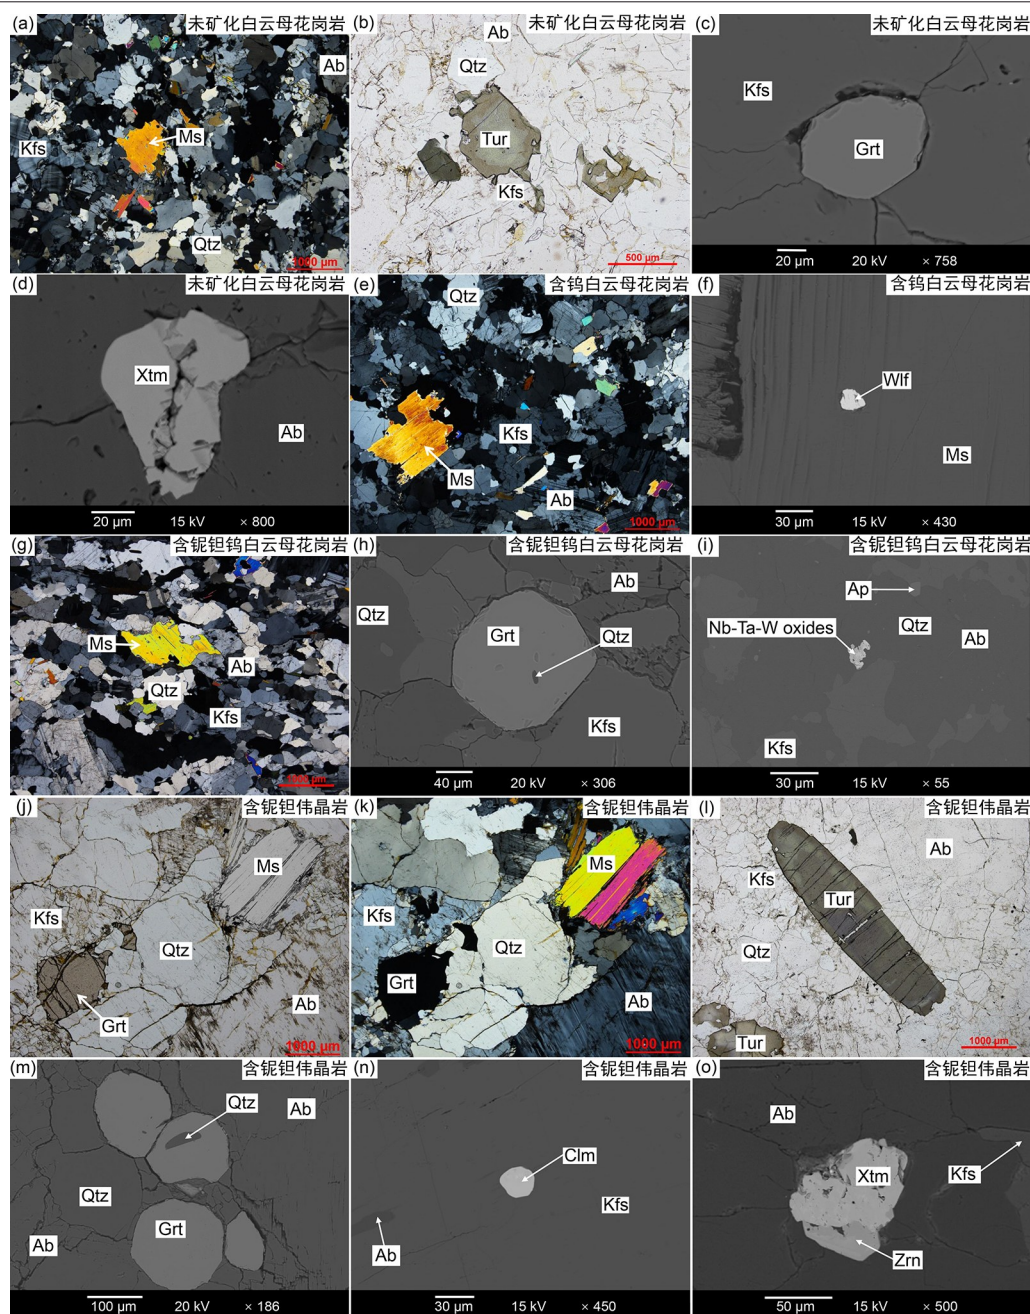 (a) 未矿化白云母花岗岩
Ab
Ms
Kfs
Qtz
1000 μm
(b) 未矿化白云母花岗岩
Ab
Qtz
Tur
Kfs
500 μm
(c) 未矿化白云母花岗岩
Kfs
Grt
20 μm 20 kV × 758
(d) 未矿化白云母花岗岩
Xtm
Ab
20 μm 15 kV × 800
(e) 含钨白云母花岗岩
Qtz
Kfs
Ms
Ab
1000 μm
(f) 含钨白云母花岗岩
Wlf
Ms
30 μm 15 kV × 430
(g) 含铌钽钨白云母花岗岩
Ms
Ab
Qtz
Kfs
1000 μm
(h) 含铌钽钨白云母花岗岩
Ab
Qtz
Grt
Qtz
Kfs
40 μm 20 kV × 306
(i) 含铌钽钨白云母花岗岩
Ap
Nb-Ta-W oxides
Qtz
Ab
Kfs
30 μm 15 kV × 55
(j) 含铌钽伟晶岩
Ms
Kfs
Qtz
Ab
Grt
1000 μm
(k) 含铌钽伟晶岩
Ms
Kfs
Qtz
Grt
Ab
1000 μm
(l) 含铌钽伟晶岩
Ab
Kfs
Tur
Qtz
Tur
1000 μm
(m) 含铌钽伟晶岩
Qtz
Ab
Qtz
Grt
Ab
100 μm 20 kV × 186
(n) 含铌钽伟晶岩
Clm
Kfs
Ab
30 μm 15 kV × 450
(o) 含铌钽伟晶岩
Ab
Xtm
Kfs
Zrn
50 μm 15 kV × 500